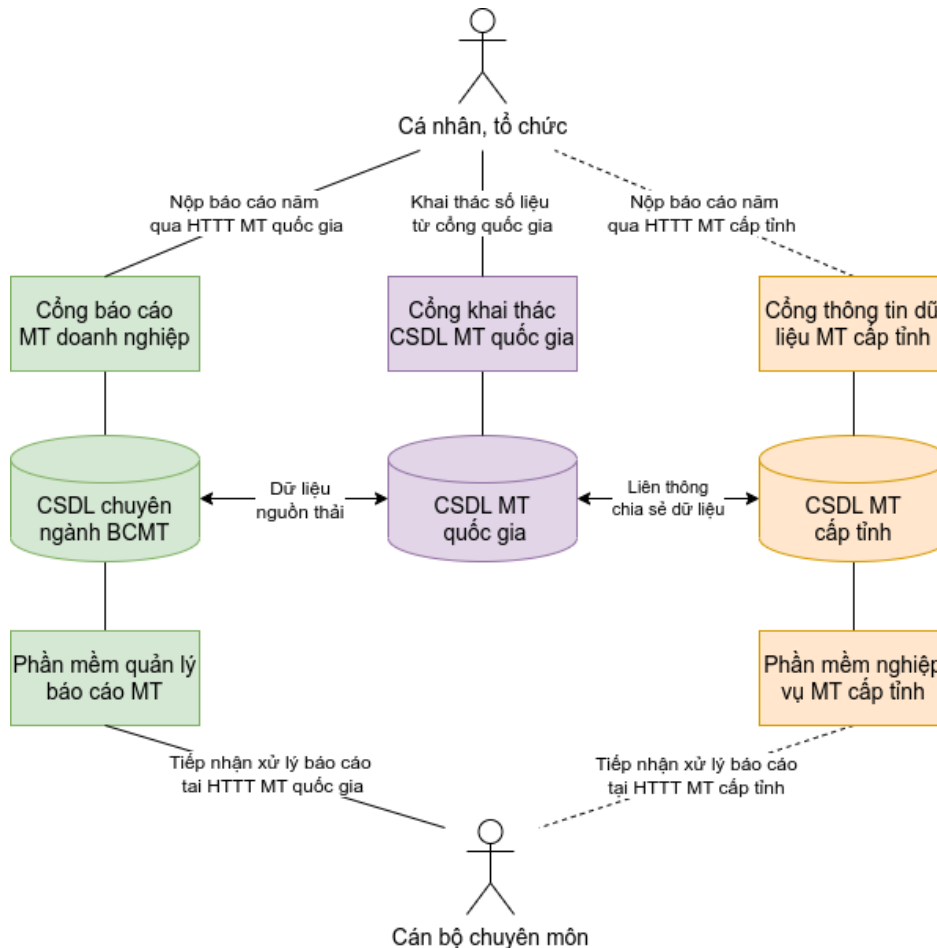 Cá nhân, tổ chức
Nộp báo cáo năm
qua HTTT MT quốc gia
Khai thác số liệu
từ cổng quốc gia
Nộp báo cáo năm
qua HTTT MT cấp tỉnh
Cổng báo cáo
MT doanh nghiệp
Cổng khai thác
CSDL MT quốc gia
Cổng thông tin dữ
liệu MT cấp tỉnh
CSDL chuyên
ngành BCMT
Dữ liệu
nguồn thải
CSDL MT
quốc gia
Liên thông
chia sẻ dữ liệu
CSDL MT
cấp tỉnh
Phần mềm quản lý
báo cáo MT
Phần mềm nghiệp
vụ MT cấp tỉnh
Tiếp nhận xử lý báo cáo
tai HTTT MT quốc gia
Tiếp nhận xử lý báo cáo
tại HTTT MT cấp tỉnh
Cán bộ chuyên môn